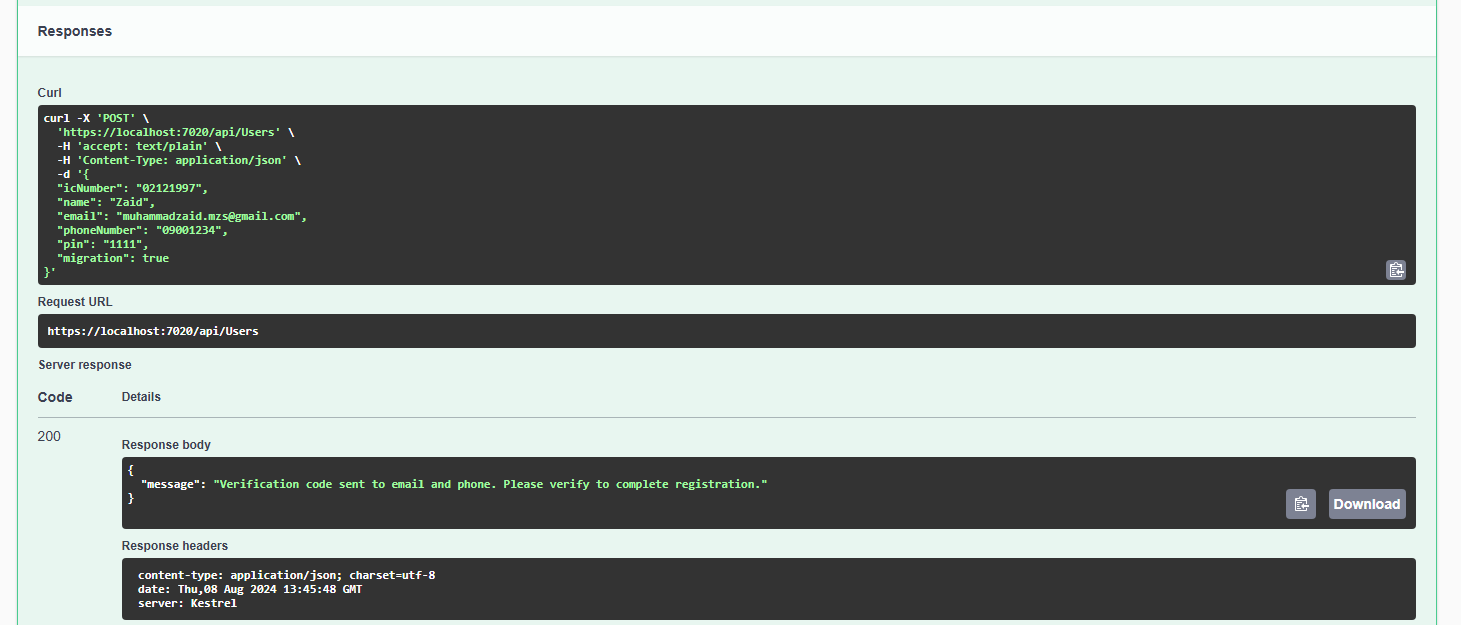 Responses
Curl
curl -X 'POST' \
  'https://localhost:7020/api/Users' \
  -H 'accept: text/plain' \
  -H 'Content-Type: application/json' \
  -d '{
  "icNumber": "02121997",
  "name": "Zaid",
  "email": "muhammadzaid.mzs@gmail.com",
  "phoneNumber": "09001234",
  "pin": "1111",
  "migration": true
}'
Request URL
https://localhost:7020/api/Users
Server response
Code Details
200
Response body
{
  "message": "Verification code sent to email and phone. Please verify to complete registration."
}
Download
Response headers
content-type: application/json; charset=utf-8
date: Thu,08 Aug 2024 13:45:48 GMT
server: Kestrel